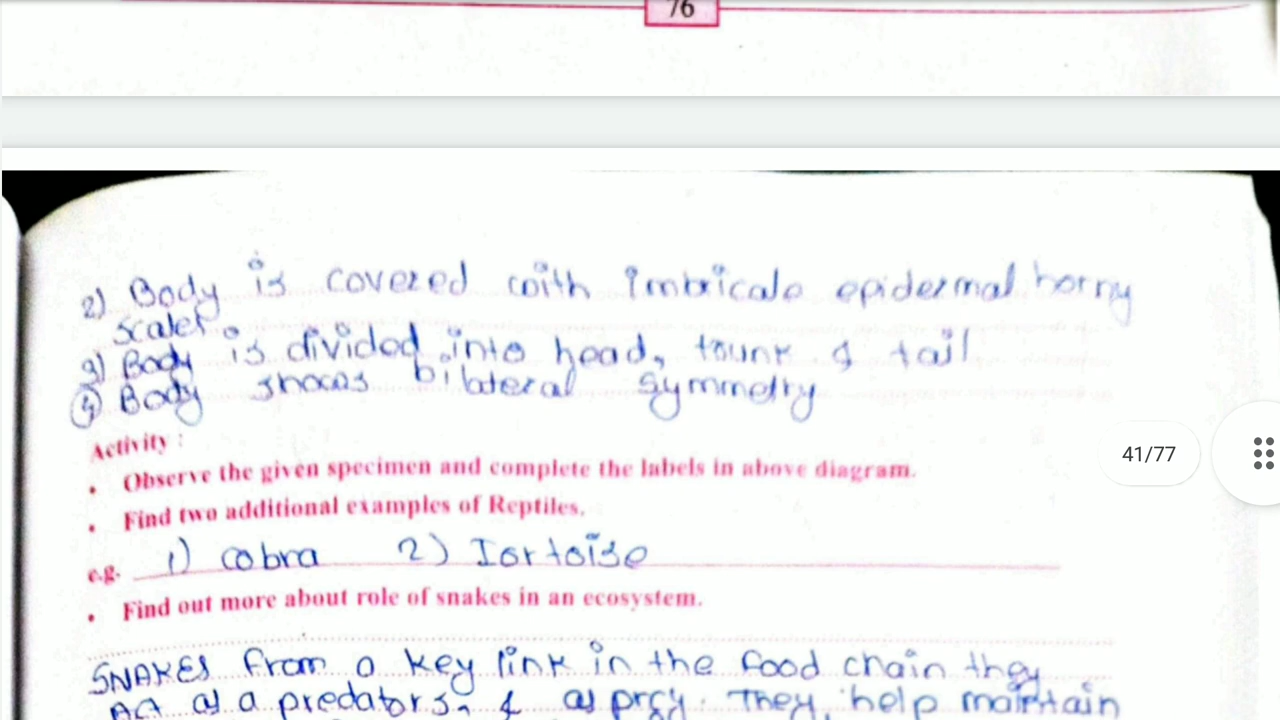 76
2) Body is covered with imbricate epidermal horny
scales.
3) Body is divided into head, trunk & tail
4) Body shows bilateral symmetry
Activity :
• Observe the given specimen and complete the labels in above diagram.
• Find two additional examples of Reptiles.
e.g. 1) cobra 2) Tortoise
• Find out more about role of snakes in an ecosystem.
SNAKES from a key link in the food chain they
Act as a predators, & as prey. They help maintain
41/77